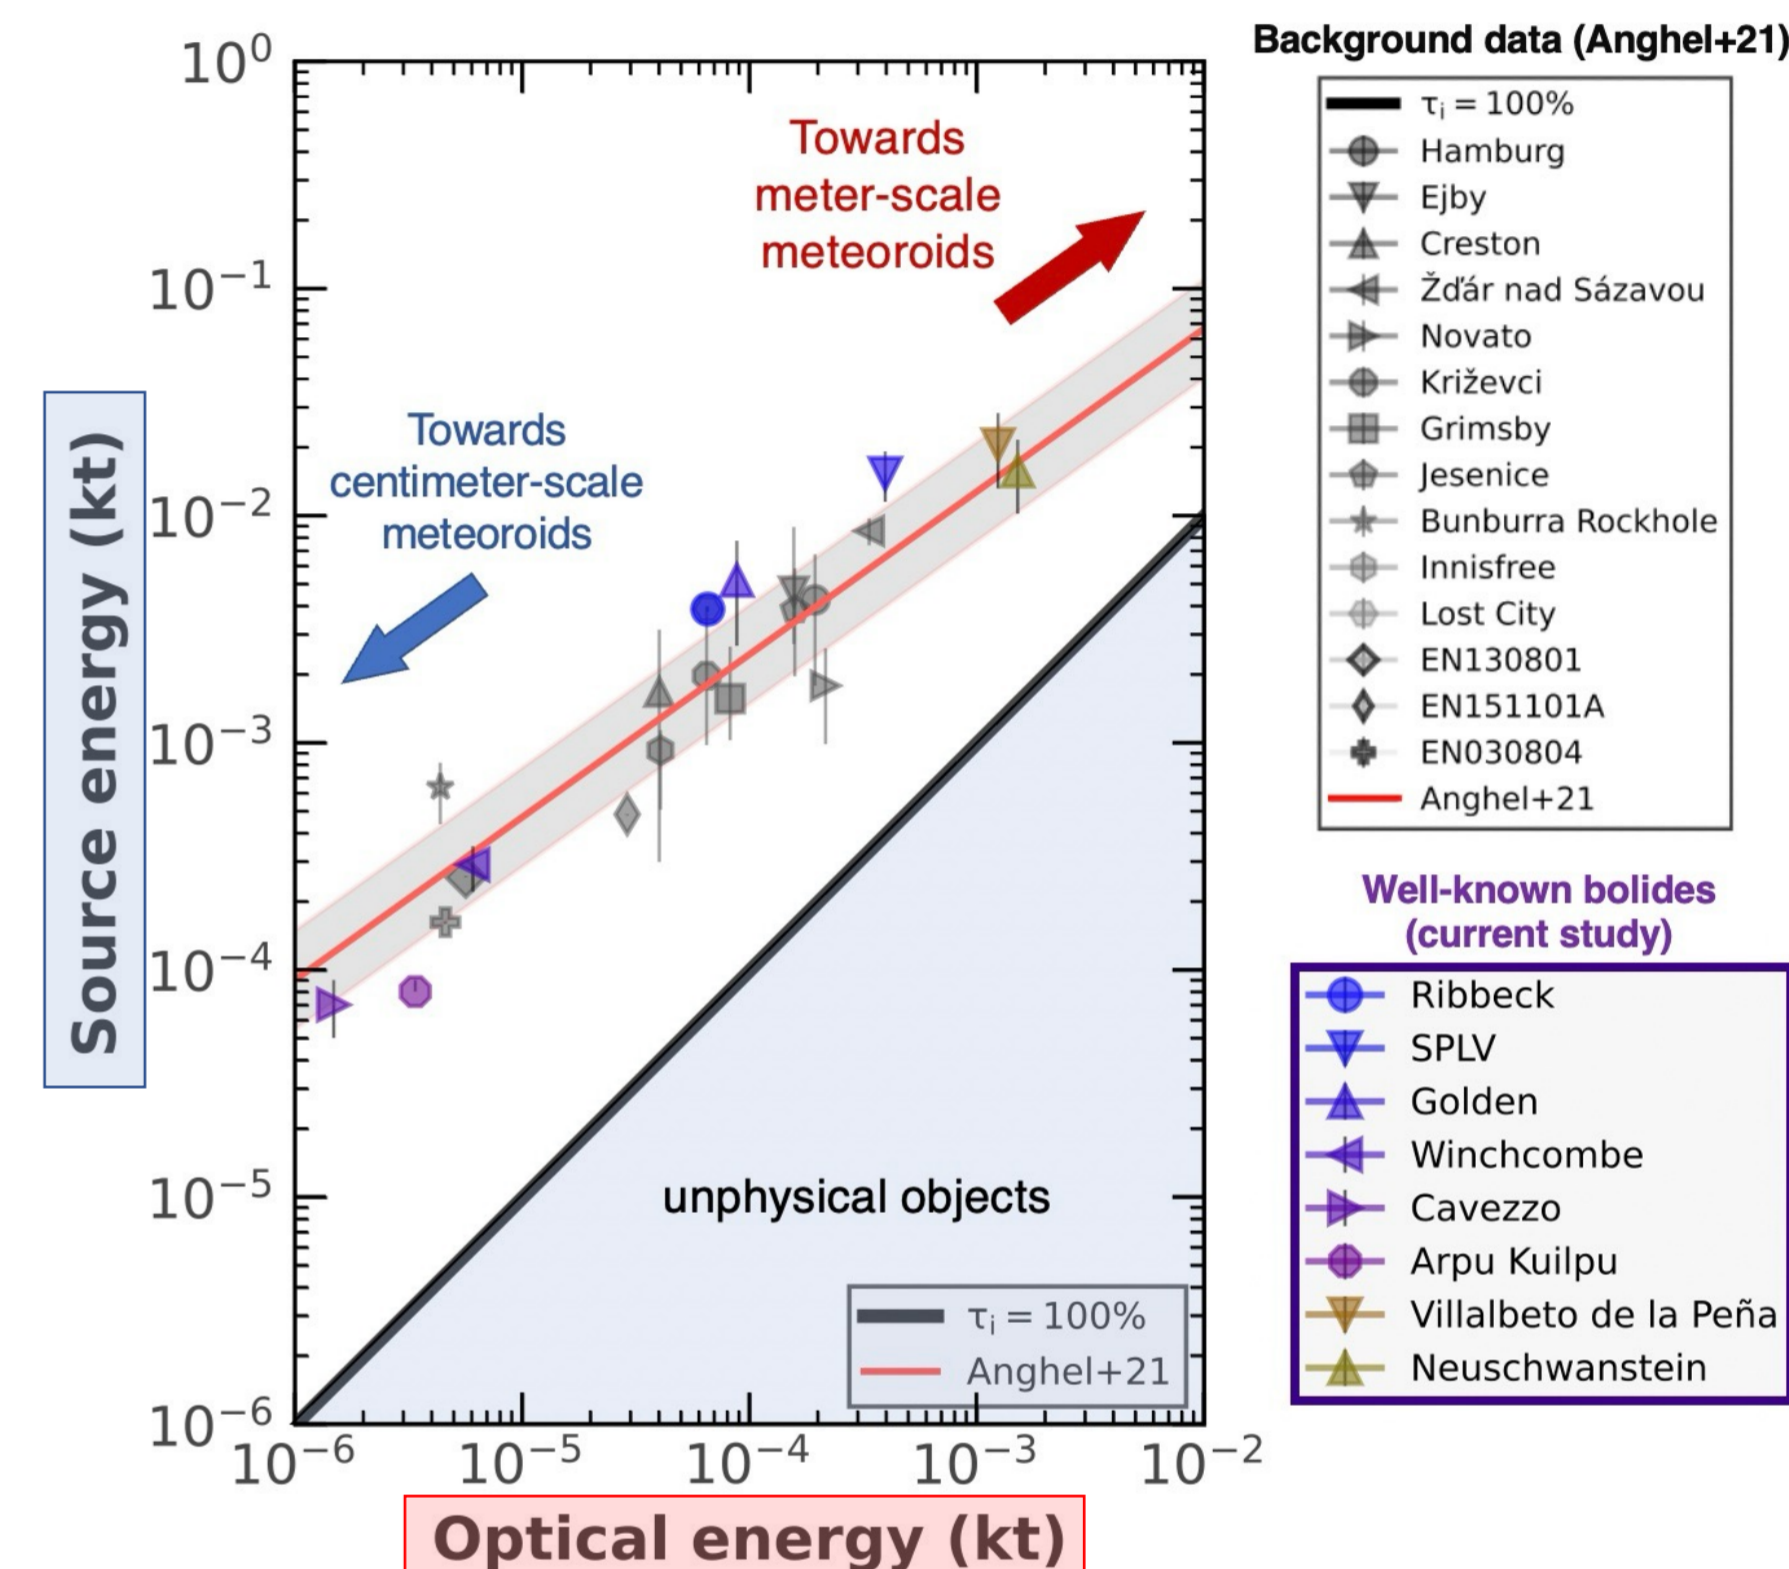 Background data (Anghel+21)
τᵢ = 100%
Hamburg
Ejby
Creston
Žďár nad Sázavou
Novato
Križevci
Grimsby
Jesenice
Bunburra Rockhole
Innisfree
Lost City
EN130801
EN151101A
EN030804
Anghel+21
Well-known bolides
(current study)
Ribbeck
SPLV
Golden
Winchcombe
Cavezzo
Arpu Kuilpu
Villalbeto de la Peña
Neuschwanstein
Source energy (kt)
10⁰
10⁻¹
10⁻²
10⁻³
10⁻⁴
10⁻⁵
10⁻⁶
Towards
meter-scale
meteoroids
Towards
centimeter-scale
meteoroids
unphysical objects
τᵢ = 100%
Anghel+21
10⁻⁶ 10⁻⁵ 10⁻⁴ 10⁻³ 10⁻²
Optical energy (kt)